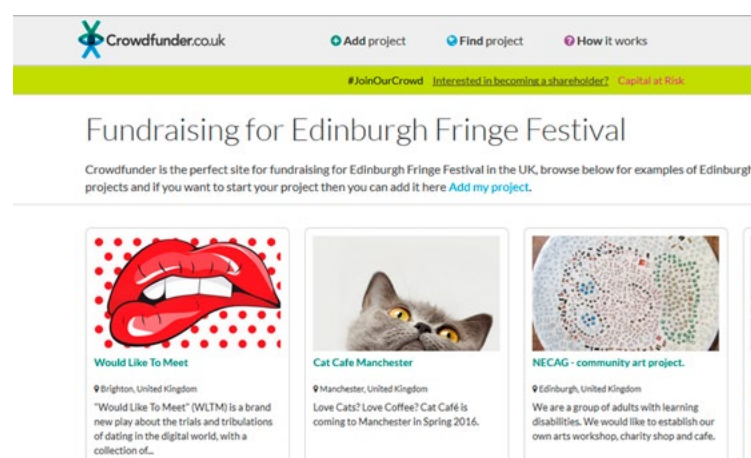 Crowdfunder.co.uk
Add project
Find project
How it works
#JoinOurCrowd Interested in becoming a shareholder? Capital at Risk
Fundraising for Edinburgh Fringe Festival
Crowdfunder is the perfect site for fundraising for Edinburgh Fringe Festival in the UK, browse below for examples of Edinburgh
projects and if you want to start your project then you can add it here Add my project.
Would Like To Meet
Brighton, United Kingdom
"Would Like To Meet" (WLTM) is a brand
new play about the trials and tribulations
of dating in the digital world, with a
collection of...
Cat Cafe Manchester
Manchester, United Kingdom
Love Cats? Love Coffee? Cat Café is
coming to Manchester in Spring 2016.
NECAG - community art project.
Edinburgh, United Kingdom
We are a group of adults with learning
disabilities. We would like to establish our
own arts workshop, charity shop and cafe.